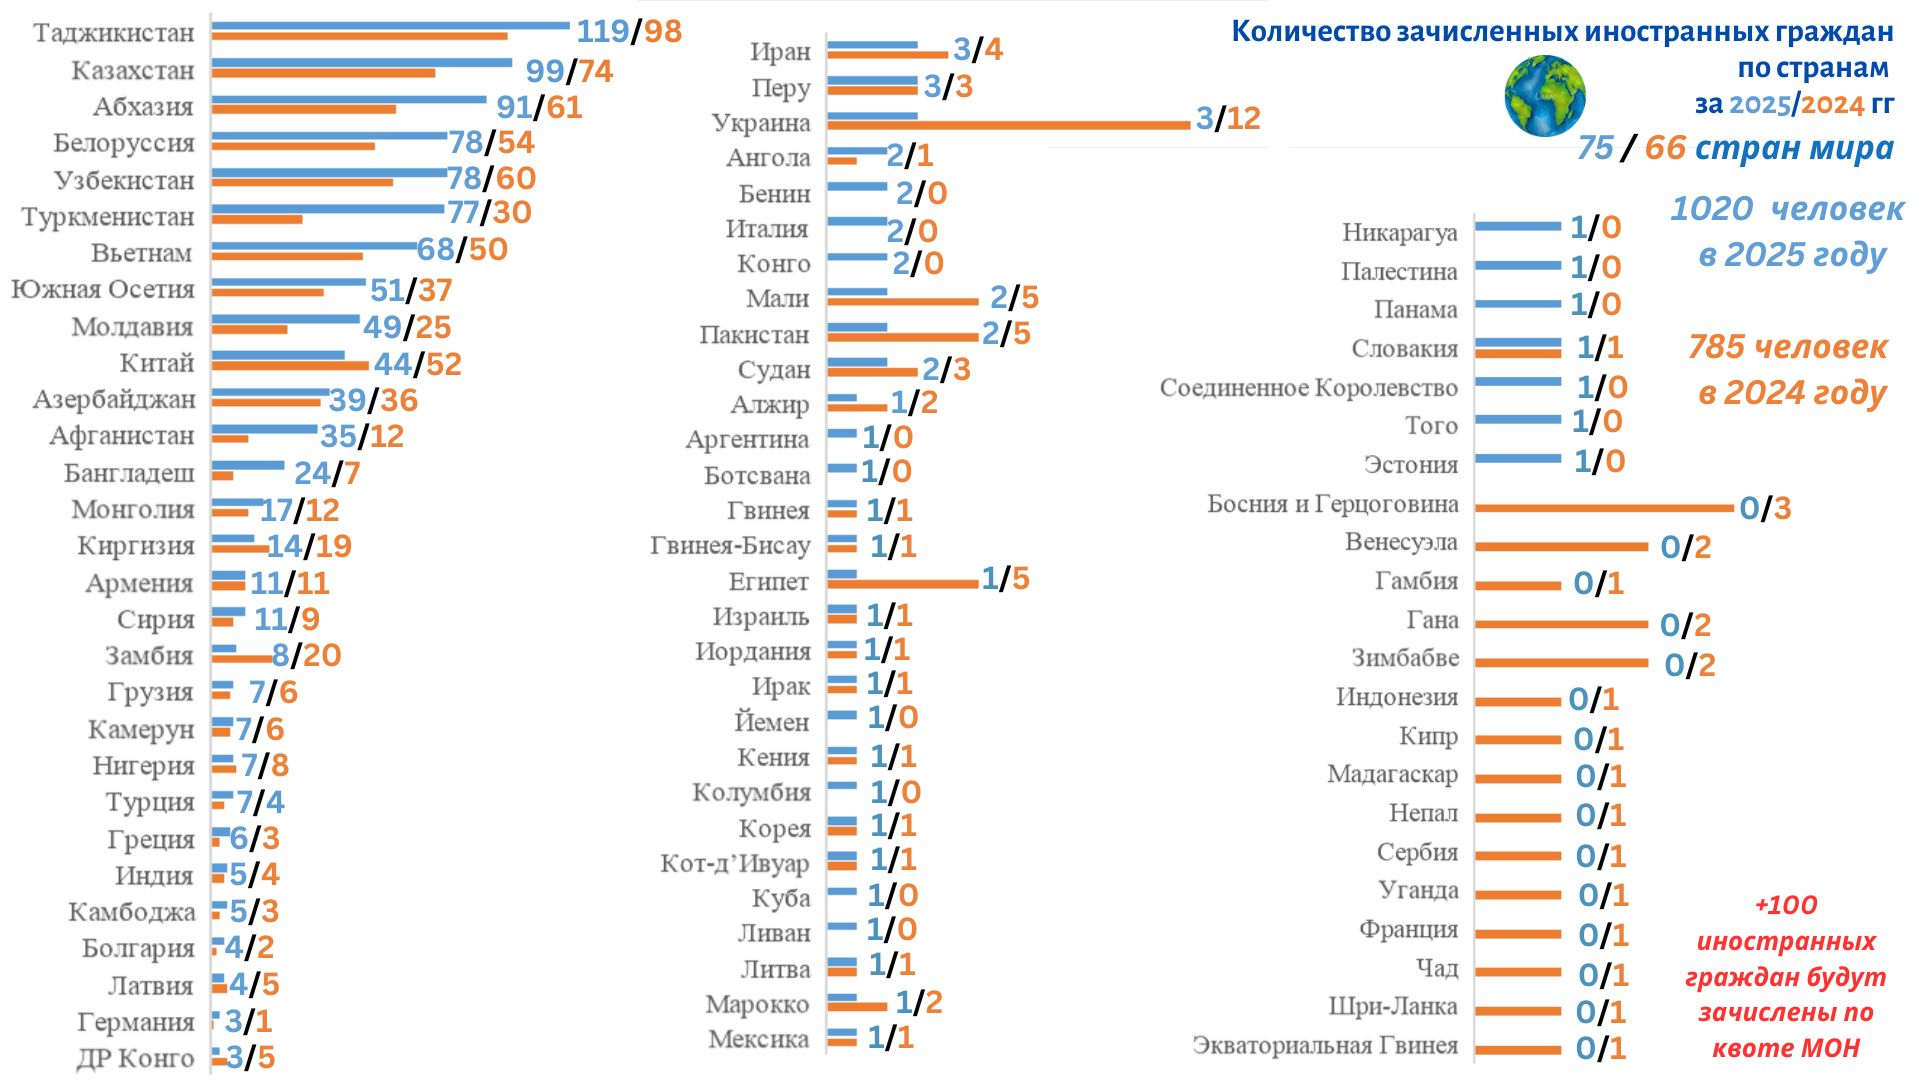 Количество зачисленных иностранных граждан
по странам
за 2025/2024 гг
75 / 66 стран мира
1020 человек
в 2025 году
785 человек
в 2024 году
Таджикистан 119/98
Казахстан 99/74
Абхазия 91/61
Белоруссия 78/54
Узбекистан 78/60
Туркменистан 77/30
Вьетнам 68/50
Южная Осетия 51/37
Молдавия 49/25
Китай 44/52
Азербайджан 39/36
Афганистан 35/12
Бангладеш 24/7
Монголия 17/12
Киргизия 14/19
Армения 11/11
Сирия 11/9
Замбия 8/20
Грузия 7/6
Камерун 7/6
Нигерия 7/8
Турция 7/4
Греция 6/3
Индия 5/4
Камбоджа 5/3
Болгария 4/2
Латвия 4/5
Германия 3/1
ДР Конго 3/5
Иран 3/4
Перу 3/3
Украина 3/12
Ангола 2/1
Бенин 2/0
Италия 2/0
Конго 2/0
Мали 2/5
Пакистан 2/5
Судан 2/3
Алжир 1/2
Аргентина 1/0
Ботсвана 1/0
Гвинея 1/1
Гвинея-Бисау 1/1
Египет 1/5
Израиль 1/1
Иордания 1/1
Ирак 1/1
Йемен 1/0
Кения 1/1
Колумбия 1/0
Корея 1/1
Кот-д’Ивуар 1/1
Куба 1/0
Ливан 1/0
Литва 1/1
Марокко 1/2
Мексика 1/1
Никарагуа 1/0
Палестина 1/0
Панама 1/0
Словакия 1/1
Соединенное Королевство 1/0
Того 1/0
Эстония 1/0
Босния и Герцоговина 0/3
Венесуэла 0/2
Гамбия 0/1
Гана 0/2
Зимбабве 0/2
Индонезия 0/1
Кипр 0/1
Мадагаскар 0/1
Непал 0/1
Сербия 0/1
Уганда 0/1
Франция 0/1
Чад 0/1
Шри-Ланка 0/1
Экваториальная Гвинея 0/1
+100
иностранных
граждан будут
зачислены по
квоте МОН